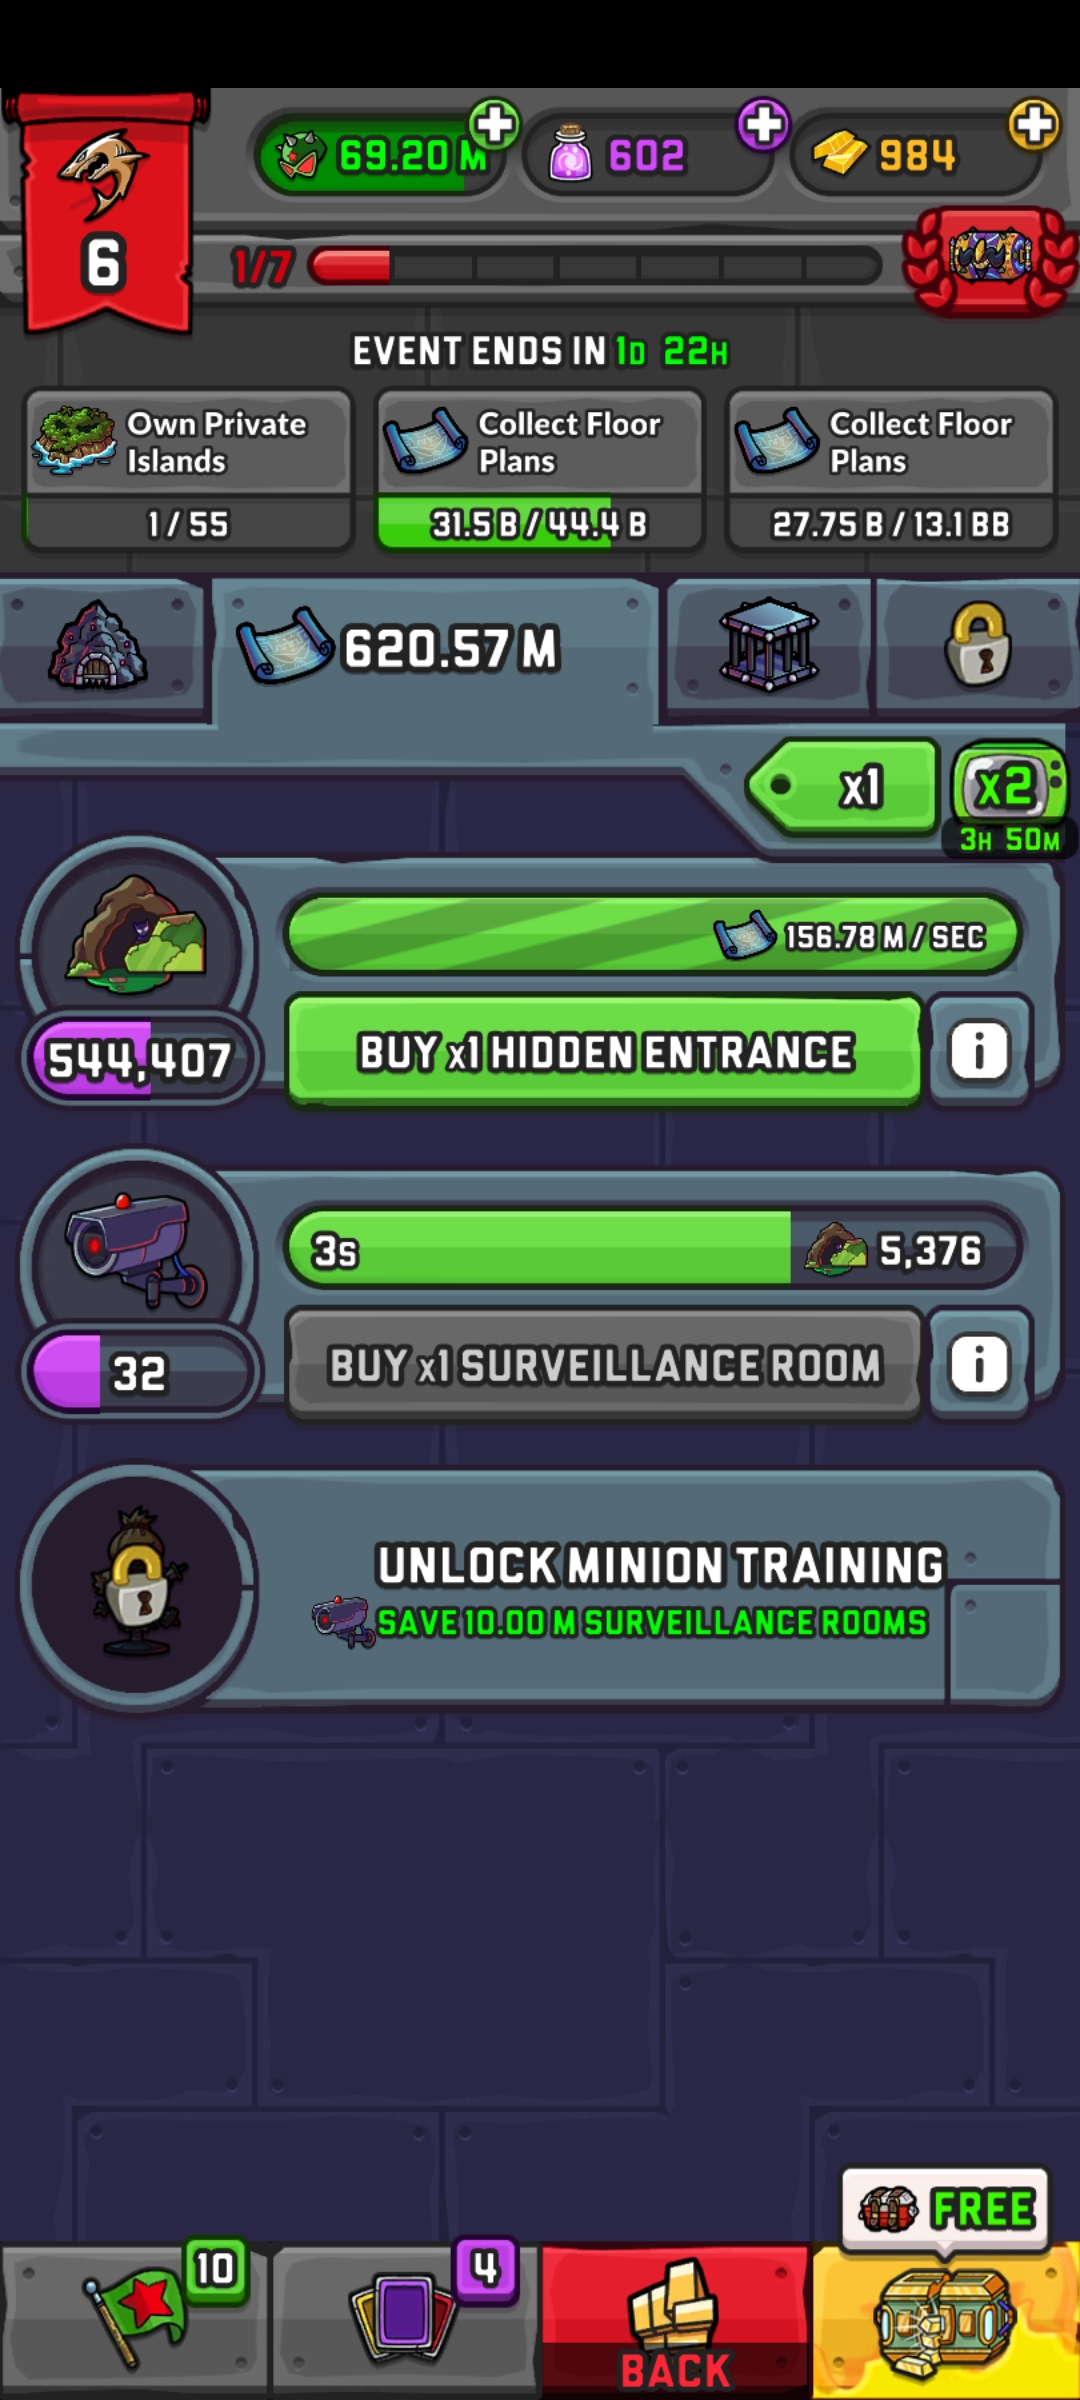 69.20 M
602
984
6
1/7
EVENT ENDS IN 1D 22H
Own Private
Islands
1 / 55
Collect Floor
Plans
31.5 B / 44.4 B
Collect Floor
Plans
27.75 B / 13.1 BB
620.57 M
x1
x2
3H 50M
156.78 M / SEC
544,407
BUY x1 HIDDEN ENTRANCE
i
3S
5,376
32
BUY x1 SURVEILLANCE ROOM
i
UNLOCK MINION TRAINING
SAVE 10.00 M SURVEILLANCE ROOMS
FREE
10
4
BACK